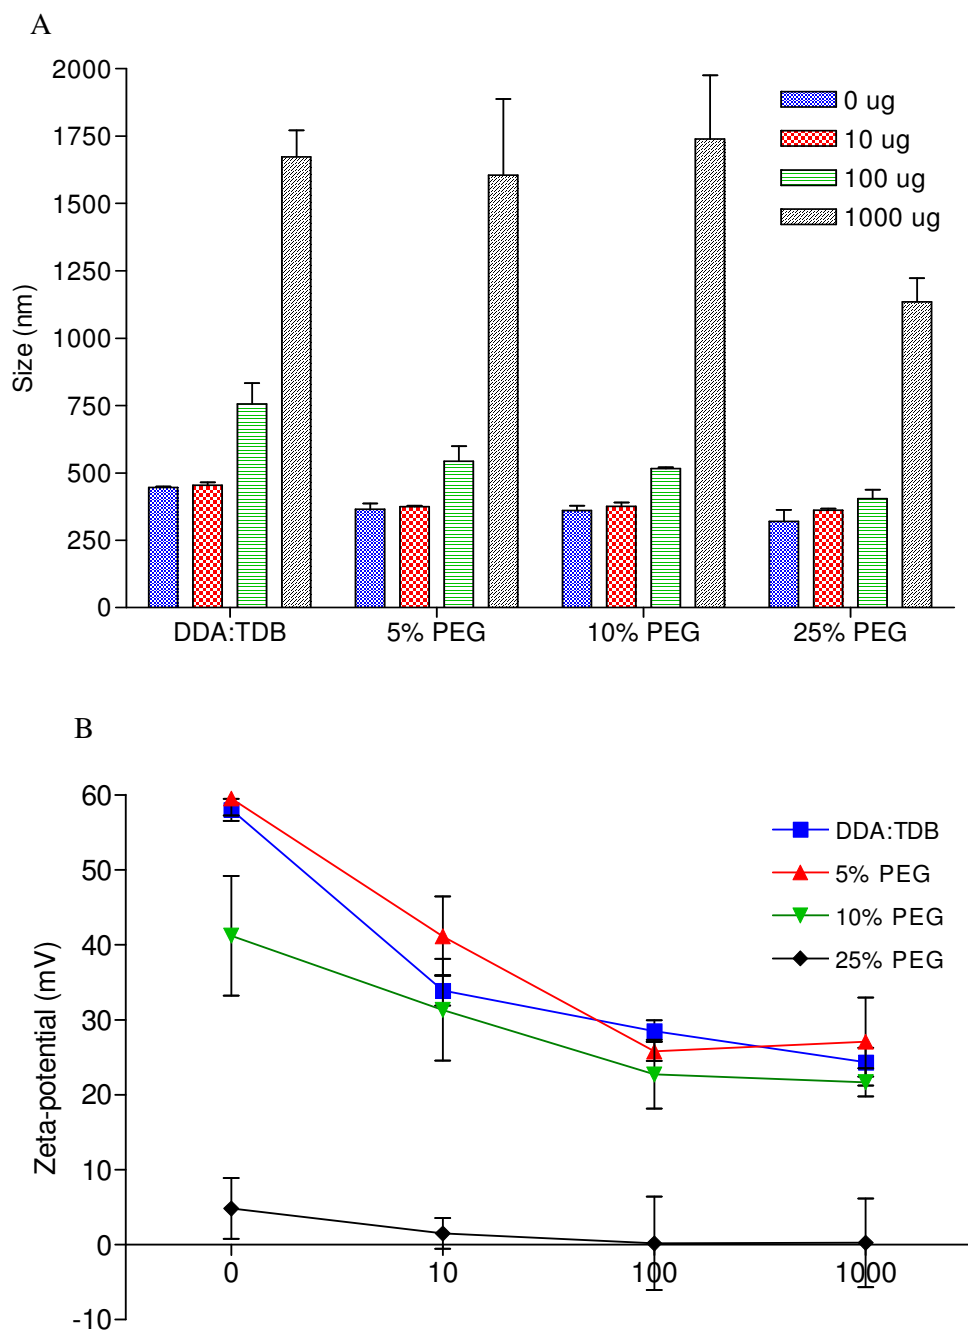 A
2000
1750
1500
1250
1000
750
500
250
0
Size (nm)
0 ug
10 ug
100 ug
1000 ug
DDA:TDB 5% PEG 10% PEG 25% PEG
B
60
50
40
30
20
10
0
-10
Zeta-potential (mV)
DDA:TDB
5% PEG
10% PEG
25% PEG
0 10 100 1000